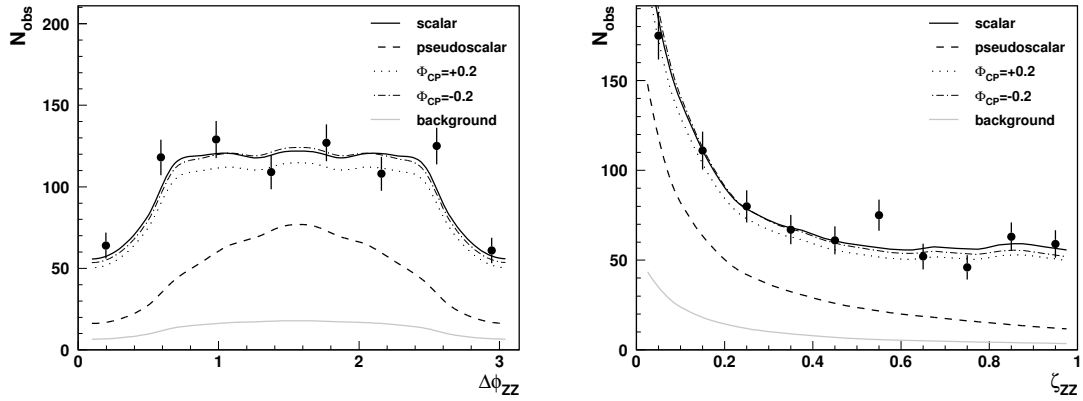 N_obs
200
150
100
50
0
0
1
2
3
Δϕ_ZZ
scalar
pseudoscalar
Φ_CP=+0.2
Φ_CP=-0.2
background
N_obs
150
100
50
0
0
0.2
0.4
0.6
0.8
1
ζ_ZZ
scalar
pseudoscalar
Φ_CP=+0.2
Φ_CP=-0.2
background